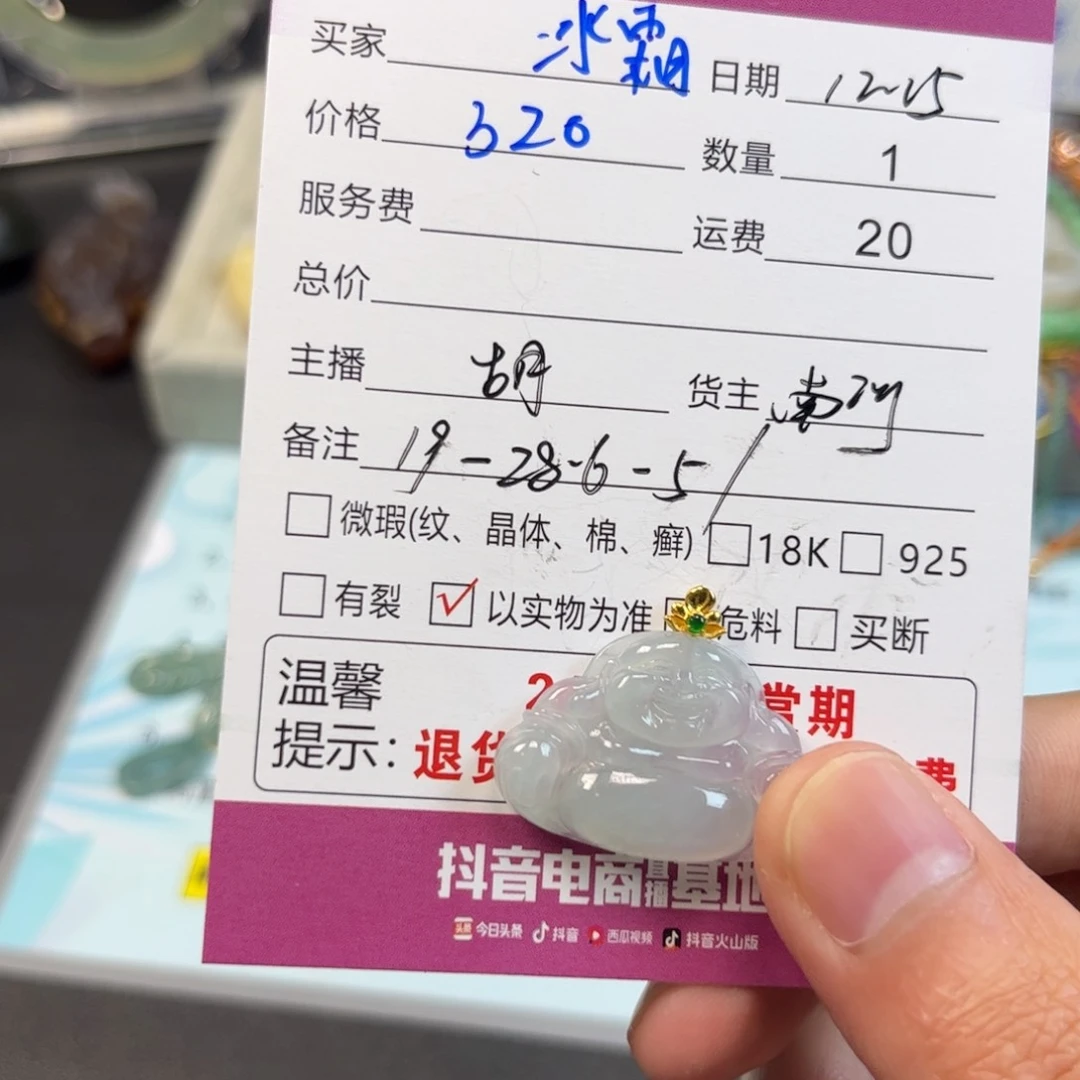 买家 冰霜 日期 12-15
价格 320 数量 1
服务费 运费 20
总价
主播 胡 货主
备注 19-28-6-5
微瑕(纹、晶体、棉、癣) 18K 925
有裂 以实物为准 危料 买断
温馨 2 常期
提示: 退货 费
抖音电商直播基地
今日头条 抖音 西瓜视频 抖音火山版